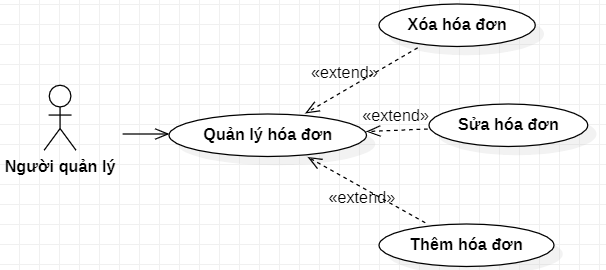 Xóa hóa đơn
«extend»
«extend»
Sửa hóa đơn
Quản lý hóa đơn
Người quản lý
«extend»
Thêm hóa đơn